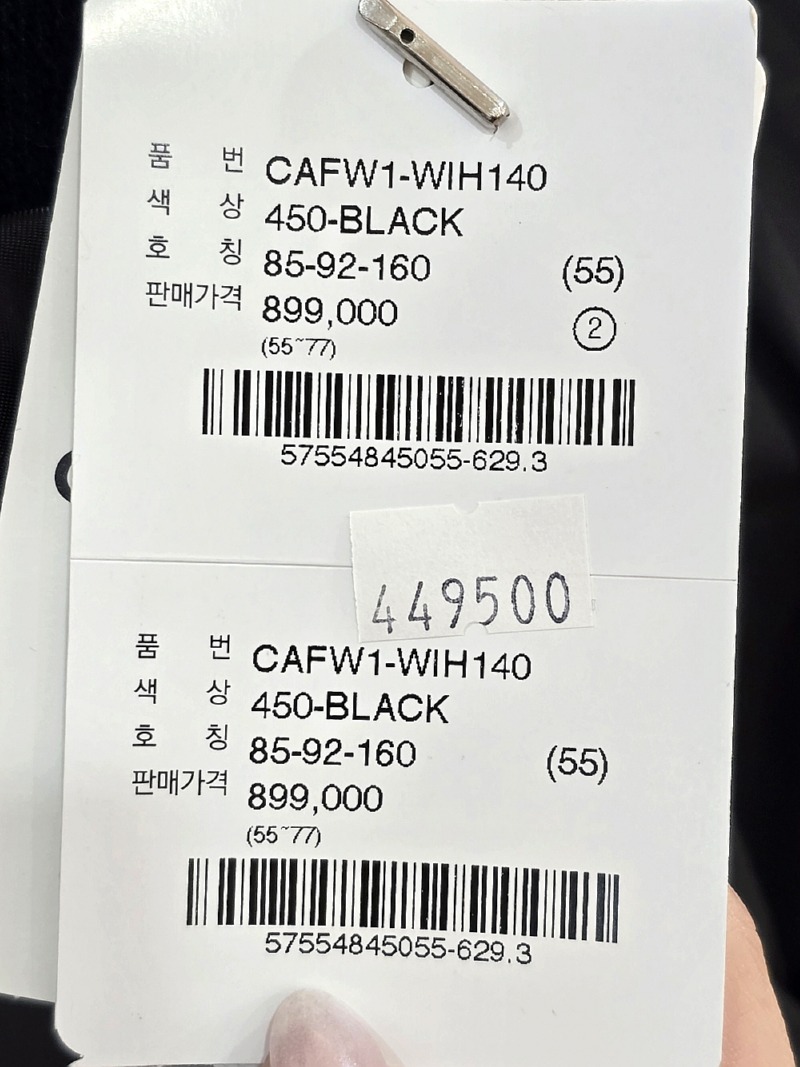 품 번 CAFW1-WIH140
색 상 450-BLACK
호 칭 85-92-160 (55)
판매가격 899,000 ②
(55~77)
57554845055-629.3
449500
품 번 CAFW1-WIH140
색 상 450-BLACK
호 칭 85-92-160 (55)
판매가격 899,000
(55~77)
57554845055-629.3